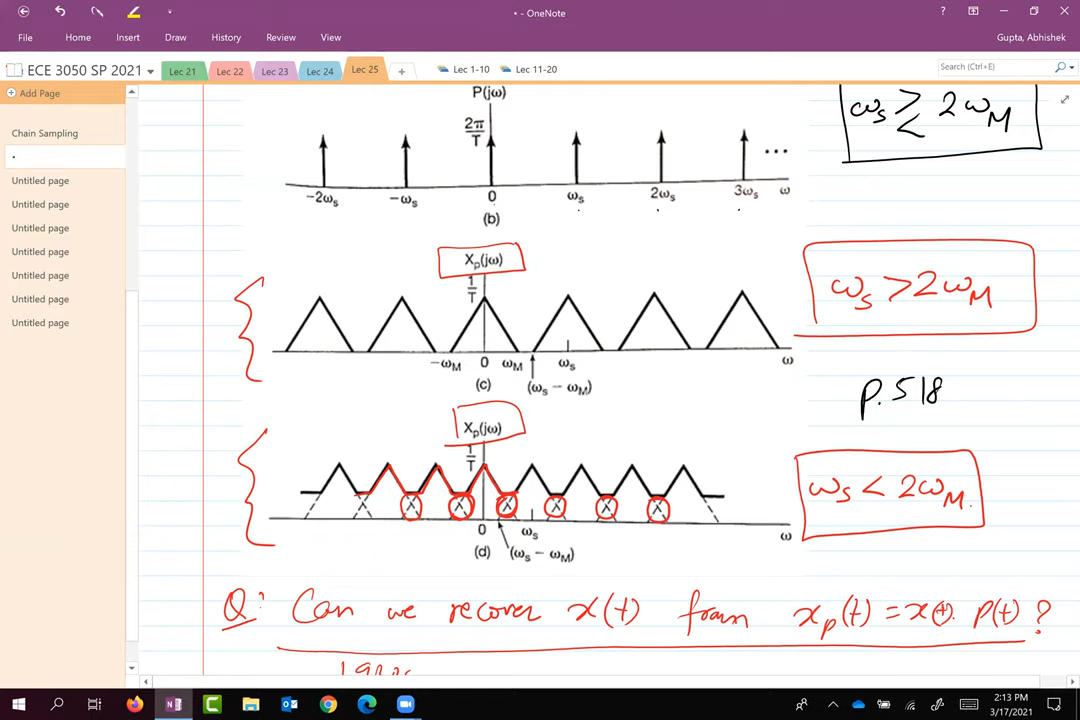 • - OneNote
Gupta, Abhishek
File Home Insert Draw History Review View
ECE 3050 SP 2021
Lec 21 Lec 22 Lec 23 Lec 24 Lec 25 + Lec 1-10 Lec 11-20
Search (Ctrl+E)
Add Page
Chain Sampling
.
Untitled page
Untitled page
Untitled page
Untitled page
Untitled page
Untitled page
Untitled page
P(jω)
2π/T
-2ωs -ωs 0 ωs 2ωs 3ωs ... ω
(b)
ωs ≥ < 2ωM
Xp(jω)
1/T
-ωM 0 ωM ωs ω
(c) (ωs - ωM)
ωs > 2ωM
p. 518
Xp(jω)
1/T
0 ωs ω
(d) (ωs - ωM)
ωs < 2ωM.
Q: Can we recover x(t) from xp(t) = x(t). p(t) ?
2:13 PM
3/17/2021